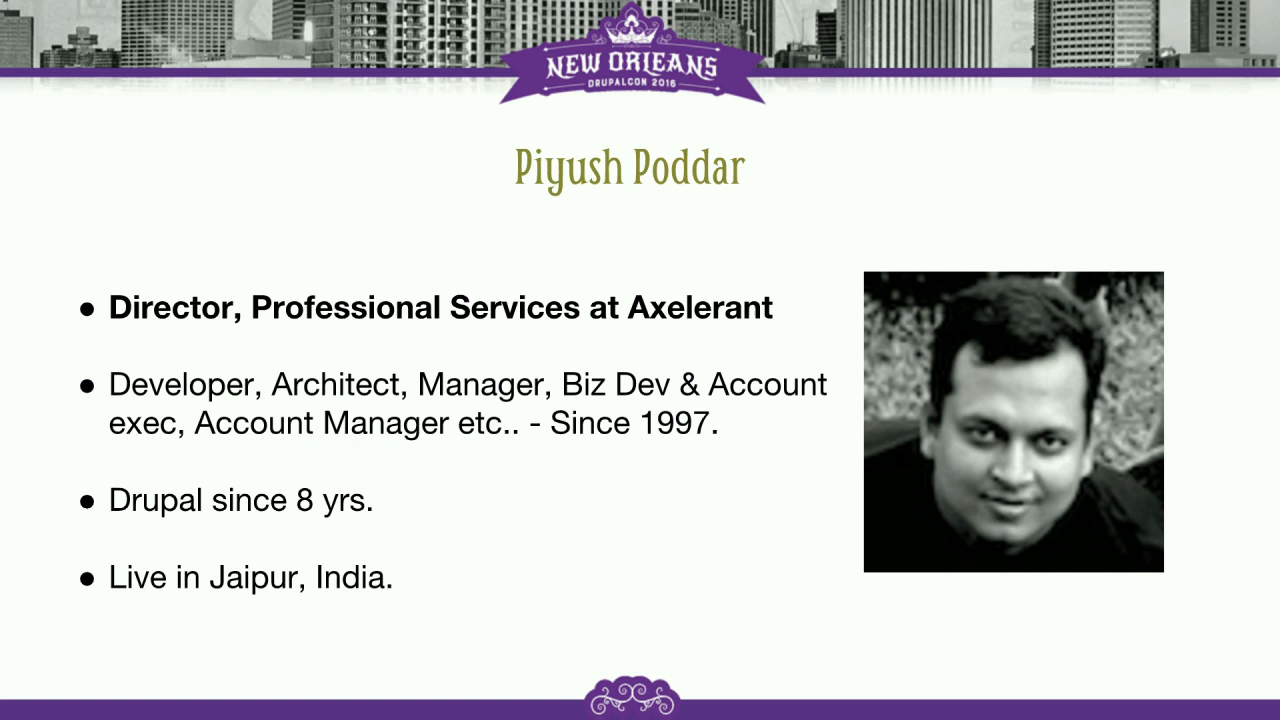 NEW ORLEANS
DRUPALCON 2016
Piyush Poddar
● Director, Professional Services at Axelerant
● Developer, Architect, Manager, Biz Dev & Account
exec, Account Manager etc.. - Since 1997.
● Drupal since 8 yrs.
● Live in Jaipur, India.